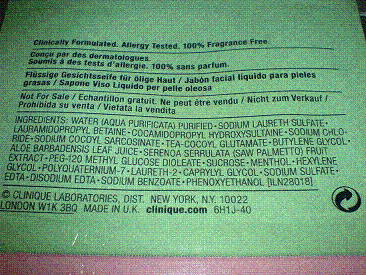 Clinically Formulated. Allergy Tested. 100% Fragrance Free.
Conçu par des dermatologues.
Soumis à des tests d'allergie. 100% sans parfum.
Flüssige Gesichtsseife für ölige Haut / Jabón facial líquido para pieles
grasas / Sapone Viso Liquido per pelle oleosa
Not For Sale / Echantillon gratuit. Ne peut être vendu / Nicht zum Verkauf /
Prohibida su venta / Vietata la vendita
INGREDIENTS: WATER (AQUA PURIFICATA) PURIFIED • SODIUM LAURETH SULFATE •
LAURAMIDOPROPYL BETAINE • COCAMIDOPROPYL HYDROXYSULTAINE • SODIUM CHLO-
RIDE • SODIUM COCOYL SARCOSINATE • TEA-COCOYL GLUTAMATE • BUTYLENE GLYCOL •
ALOE BARBADENSIS LEAF JUICE • SERENOA SERRULATA (SAW PALMETTO) FRUIT
EXTRACT • PEG-120 METHYL GLUCOSE DIOLEATE • SUCROSE • MENTHOL • HEXYLENE
GLYCOL • POLYQUATERNIUM-7 • LAURETH-2 • CAPRYLYL GLYCOL • SODIUM SULFATE •
EDTA • DISODIUM EDTA • SODIUM BENZOATE • PHENOXYETHANOL [ILN28018]
© CLINIQUE LABORATORIES, DIST. NEW YORK, N.Y. 10022
LONDON W1K 3BQ MADE IN U.K. clinique.com 6H1J-40